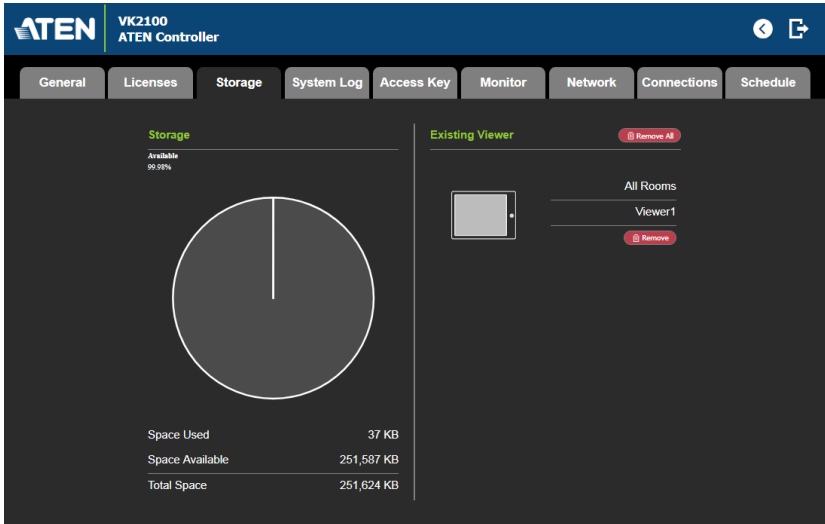 ATEN
VK2100
ATEN Controller
General Licenses Storage System Log Access Key Monitor Network Connections Schedule
Storage
Available
99.98%
Space Used 37 KB
Space Available 251,587 KB
Total Space 251,624 KB
Existing Viewer Remove All
All Rooms
Viewer1
Remove